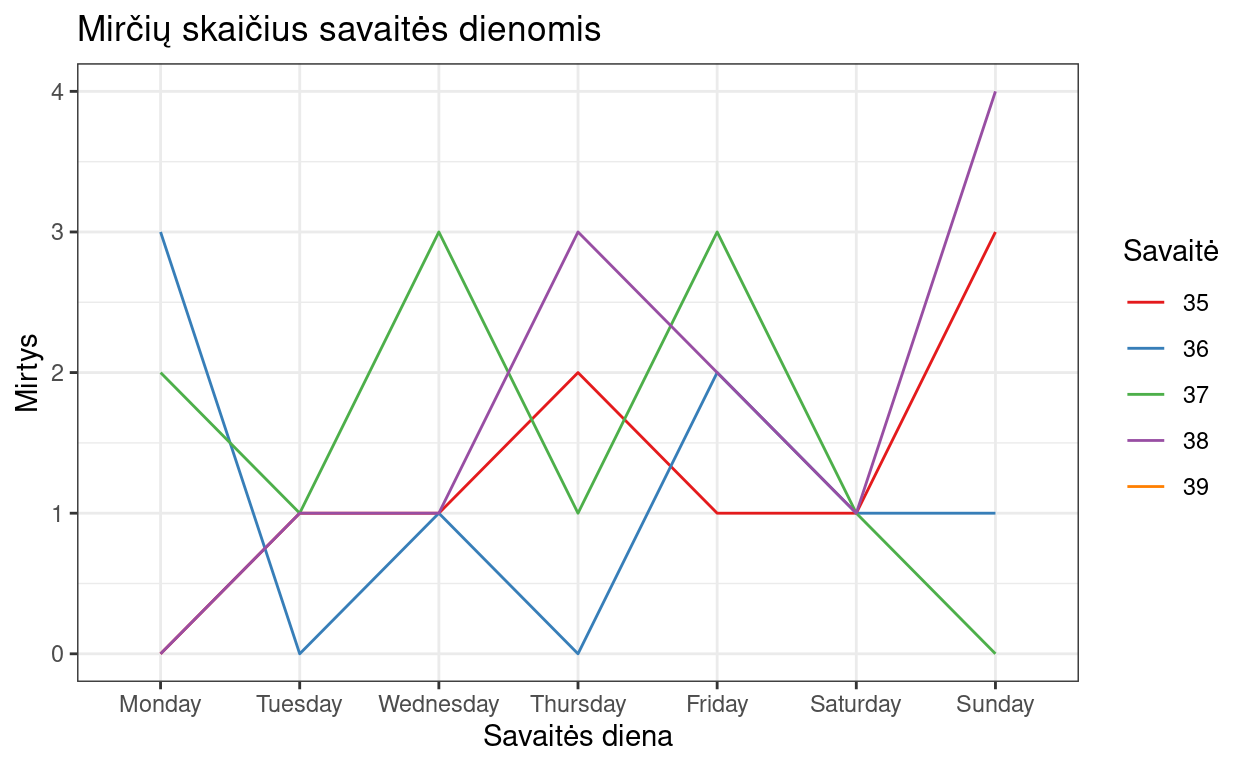 Mirčių skaičius savaitės dienomis
4
3
2
1
0
Mirtys
Monday Tuesday Wednesday Thursday Friday Saturday Sunday
Savaitės diena
Savaitė
35
36
37
38
39